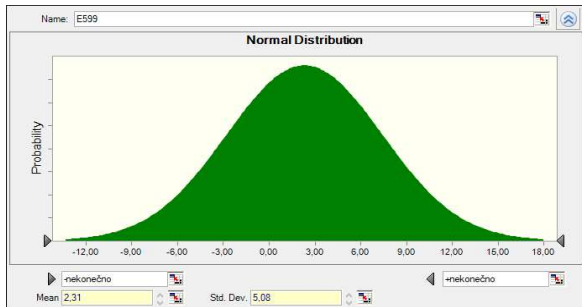 Name: E599
Normal Distribution
Probability
-12,00 -9,00 -6,00 -3,00 0,00 3,00 6,00 9,00 12,00 15,00 18,00
-nekonečno +nekonečno
Mean 2,31 Std. Dev. 5,08